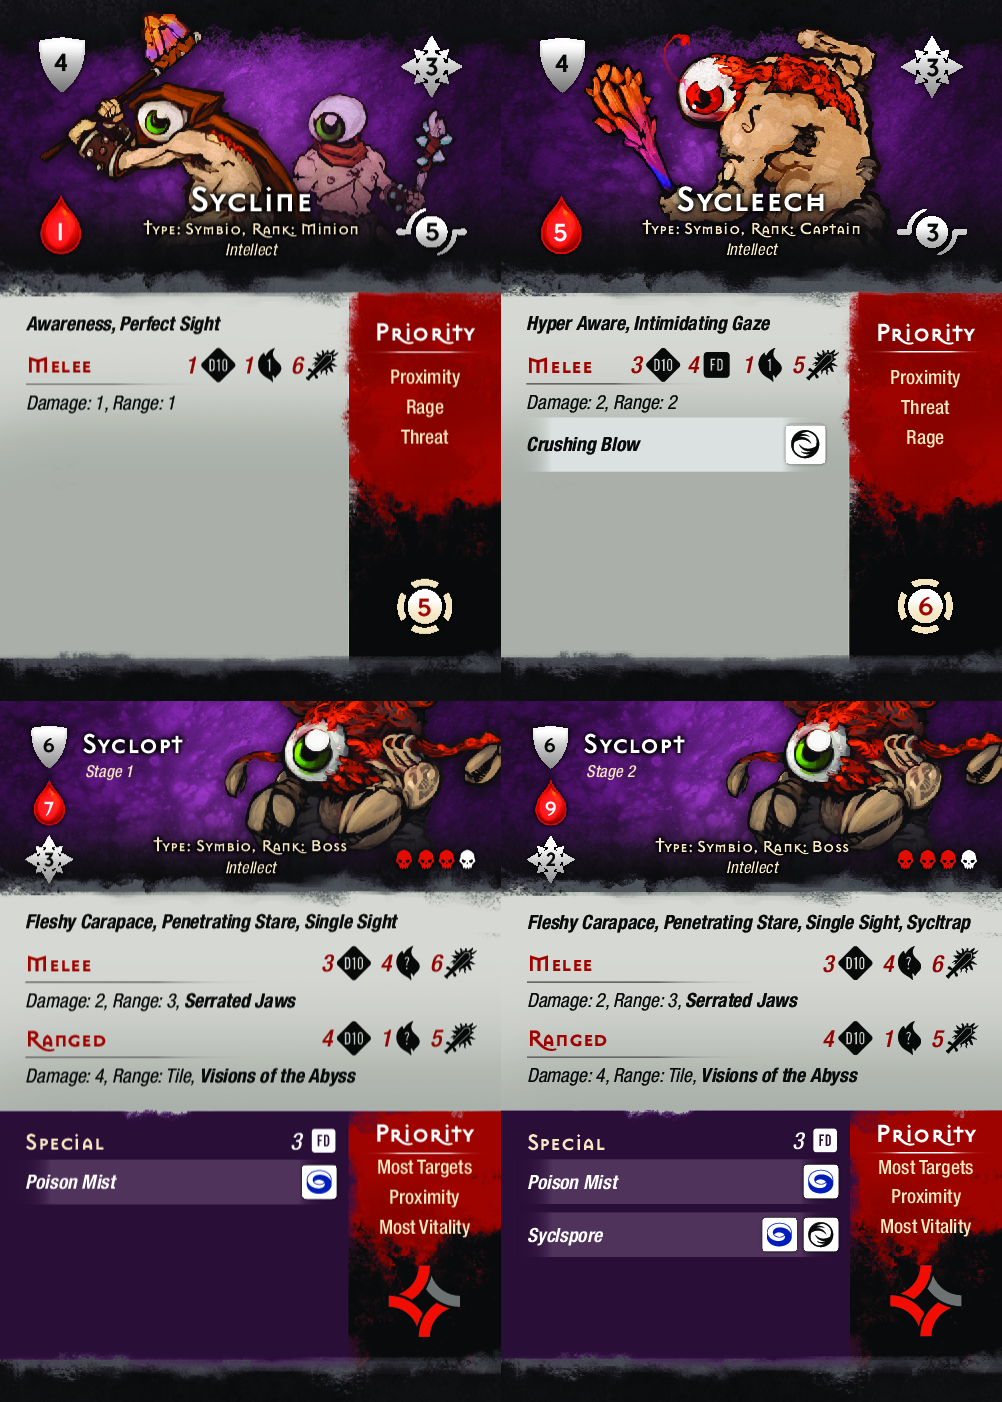 4
3
Sycline
1
Type: Symbio, Rank: Minion
5
Intellect
Awareness, Perfect Sight
Melee 1 D10 1 1 6
Damage: 1, Range: 1
Priority
Proximity
Rage
Threat
5
4
3
Sycleech
5
Type: Symbio, Rank: Captain
3
Intellect
Hyper Aware, Intimidating Gaze
Melee 3 D10 4 FD 1 1 5
Damage: 2, Range: 2
Crushing Blow
Priority
Proximity
Threat
Rage
6
6
Syclopt
Stage 1
7
3
Type: Symbio, Rank: Boss
Intellect
Fleshy Carapace, Penetrating Stare, Single Sight
Melee 3 D10 4 ? 6
Damage: 2, Range: 3, Serrated Jaws
Ranged 4 D10 1 ? 5
Damage: 4, Range: Tile, Visions of the Abyss
Special 3 FD
Poison Mist
Priority
Most Targets
Proximity
Most Vitality
6
Syclopt
Stage 2
9
2
Type: Symbio, Rank: Boss
Intellect
Fleshy Carapace, Penetrating Stare, Single Sight, Sycltrap
Melee 3 D10 4 ? 6
Damage: 2, Range: 3, Serrated Jaws
Ranged 4 D10 1 ? 5
Damage: 4, Range: Tile, Visions of the Abyss
Special 3 FD
Poison Mist
Syclspore
Priority
Most Targets
Proximity
Most Vitality